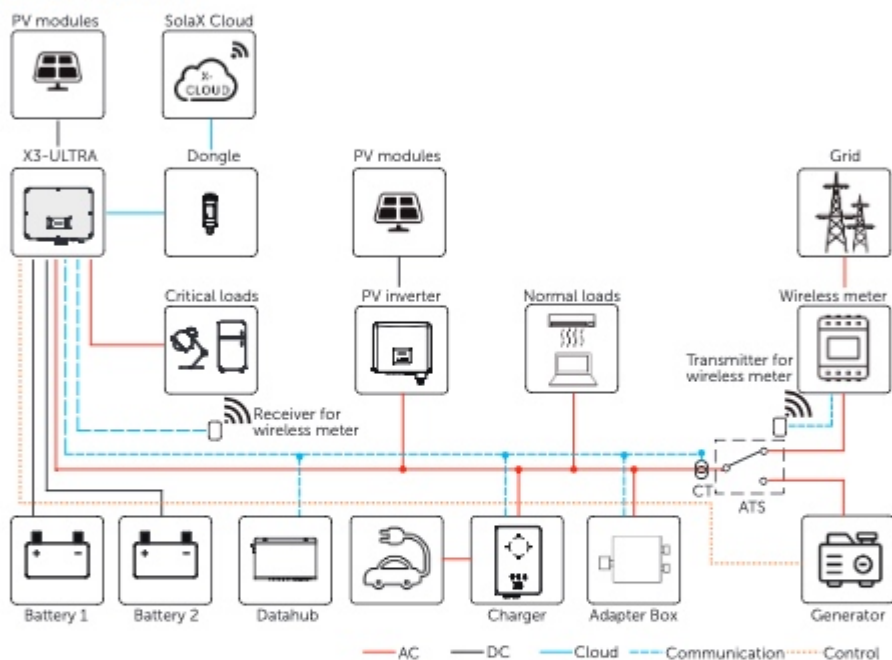 PV modules
SolaX Cloud
X-
CLOUD
X3-ULTRA
Dongle
PV modules
Grid
Critical loads
PV inverter
Normal loads
Wireless meter
Transmitter for
wireless meter
Receiver for
wireless meter
CT
ATS
Battery 1
Battery 2
Datahub
Charger
Adapter Box
Generator
AC
DC
Cloud
Communication
Control